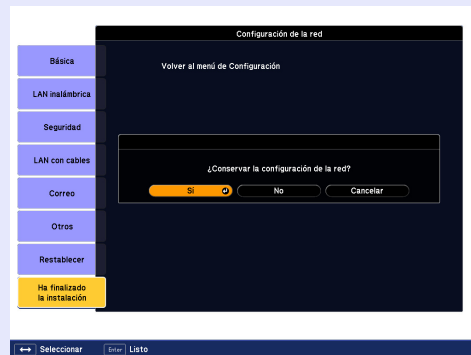 Configuración de la red
Básica
Volver al menú de Configuración
LAN inalámbrica
Seguridad
LAN con cables
¿Conservar la configuración de la red?
Si
No
Cancelar
Correo
Otros
Restablecer
Ha finalizado
la instalación
Seleccionar
Enter Listo